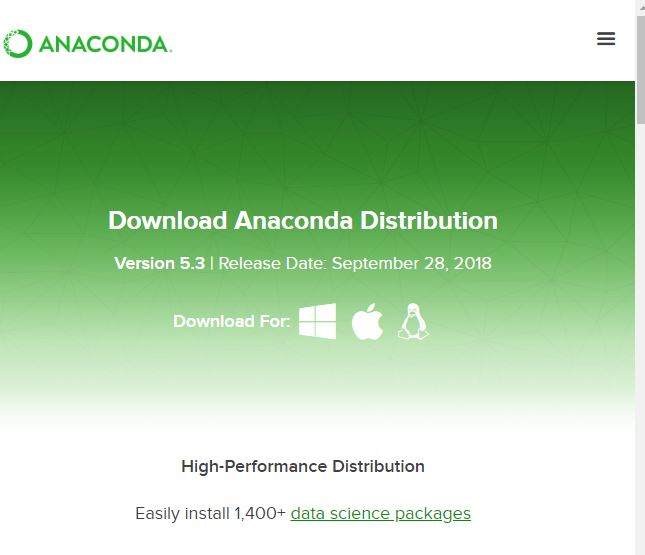 ANACONDA.
Download Anaconda Distribution
Version 5.3 | Release Date: September 28, 2018
Download For:
High-Performance Distribution
Easily install 1,400+ data science packages